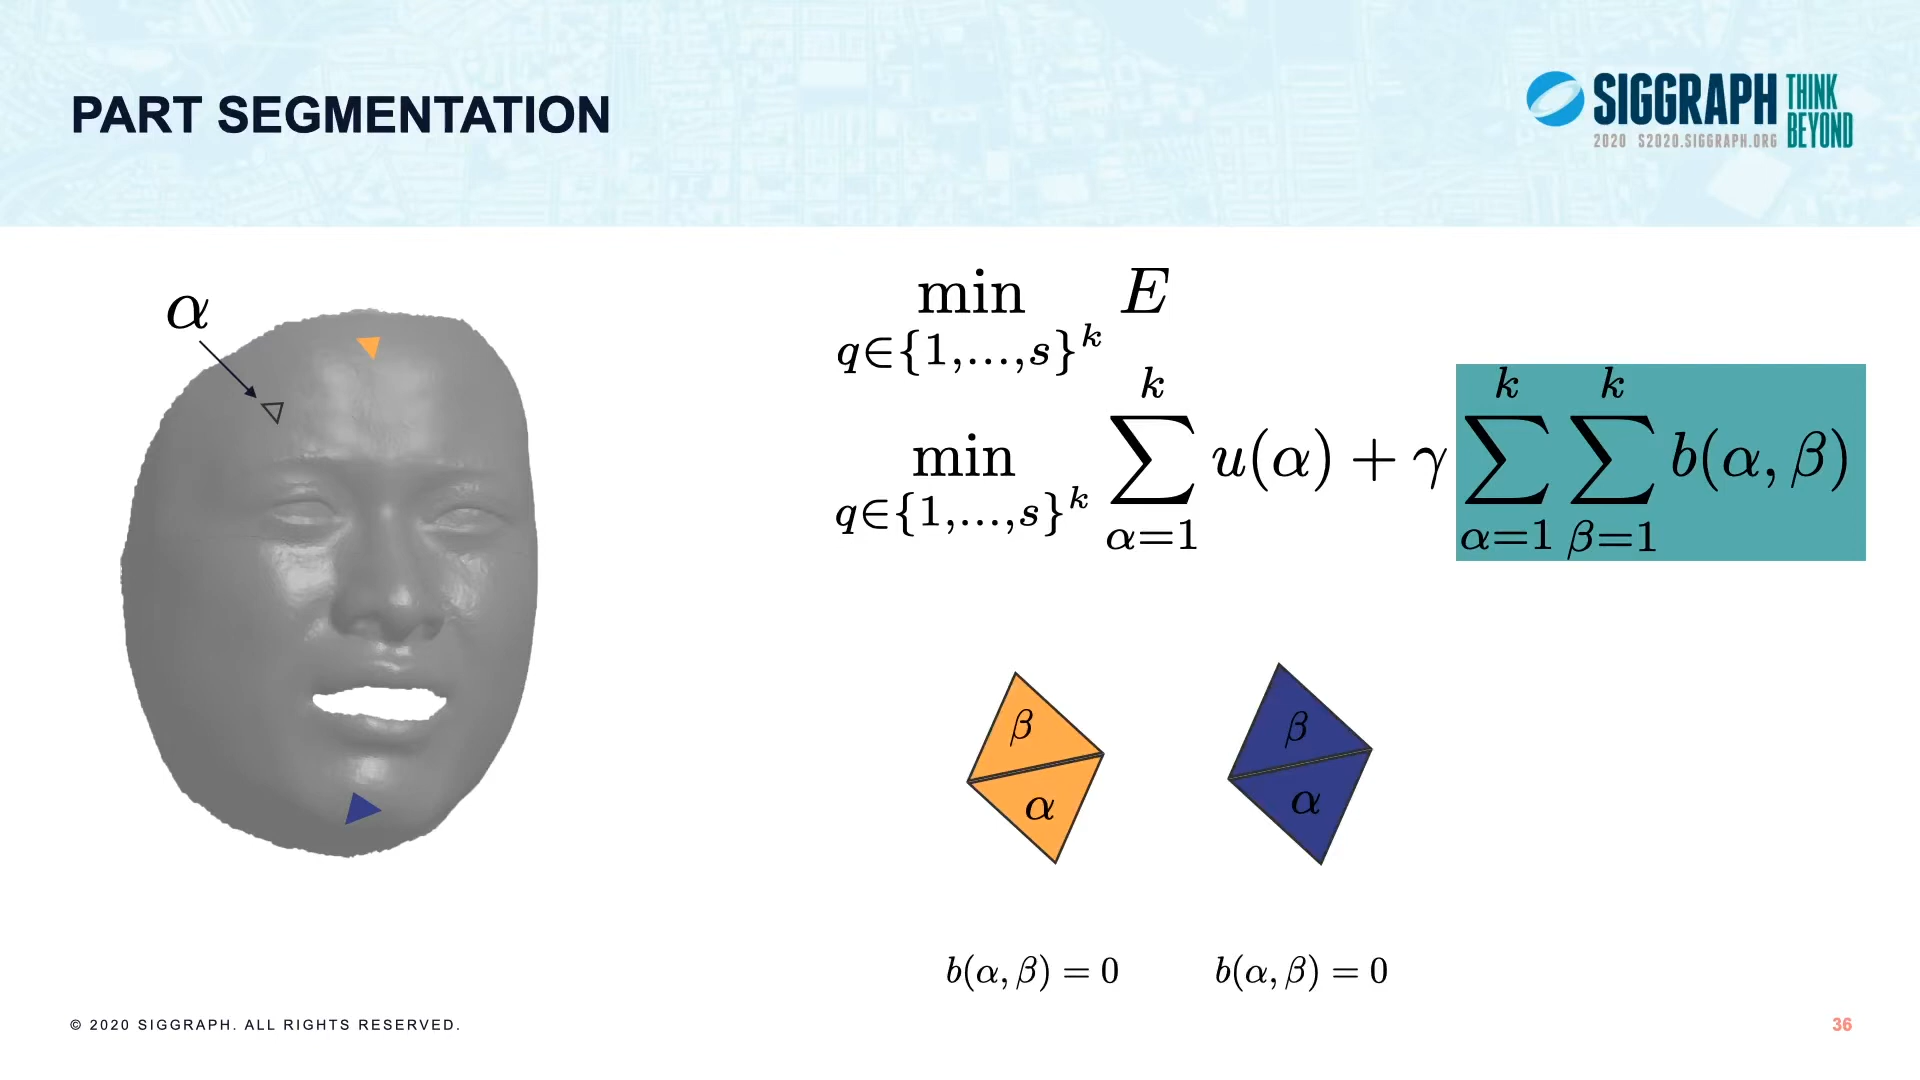 PART SEGMENTATION
SIGGRAPH THINK BEYOND
2020 S2020.SIGGRAPH.ORG
α
min E
q∈{1,...,s}^k
min ∑ u(α) + γ ∑ ∑ b(α, β)
q∈{1,...,s}^k α=1 k α=1 k β=1 k
β β
α α
b(α, β) = 0 b(α, β) = 0
© 2020 SIGGRAPH. ALL RIGHTS RESERVED.
36